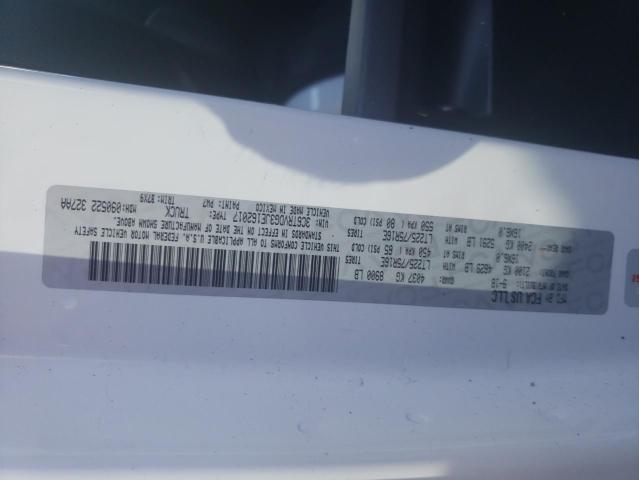 MFD BY: FCA US LLC
DATE OF MFR: 9-18 GVWR: 4037 KG 8900 LB
GAWR FRONT: 2100 KG 4629 LB TIRES LT225/75R16E
16X6.0 RIMS AT 450 KPA ( 65 PSI) COLD
GAWR REAR: 2400 KG 5291 LB TIRES LT225/75R16E
16X6.0 RIMS AT 550 KPA ( 80 PSI) COLD
THIS VEHICLE CONFORMS TO ALL APPLICABLE U.S.A. FEDERAL MOTOR VEHICLE SAFETY
STANDARDS IN EFFECT ON THE DATE OF MANUFACTURE SHOWN ABOVE.
VIN: 3C6TRVDG3JE162017 TYPE: TRUCK MDH: 090522 327AA
MADE IN MEXICO PAINT: PW7 TRIM: B7X9